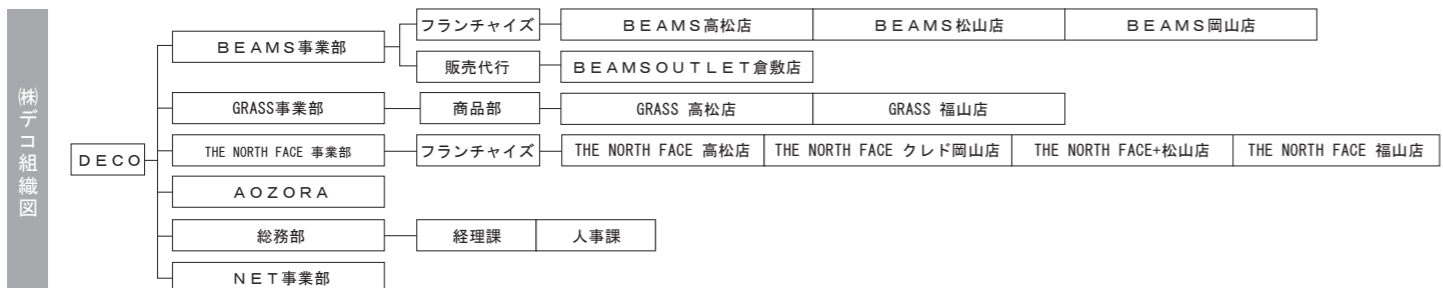 ㈱デコ組織図
DECO
BEAMS事業部
フランチャイズ
BEAMS高松店
BEAMS松山店
BEAMS岡山店
販売代行
BEAMSOUTLET倉敷店
GRASS事業部
商品部
GRASS 高松店
GRASS 福山店
THE NORTH FACE 事業部
フランチャイズ
THE NORTH FACE 高松店
THE NORTH FACE クレド岡山店
THE NORTH FACE+松山店
THE NORTH FACE 福山店
AOZORA
総務部
経理課
人事課
NET事業部